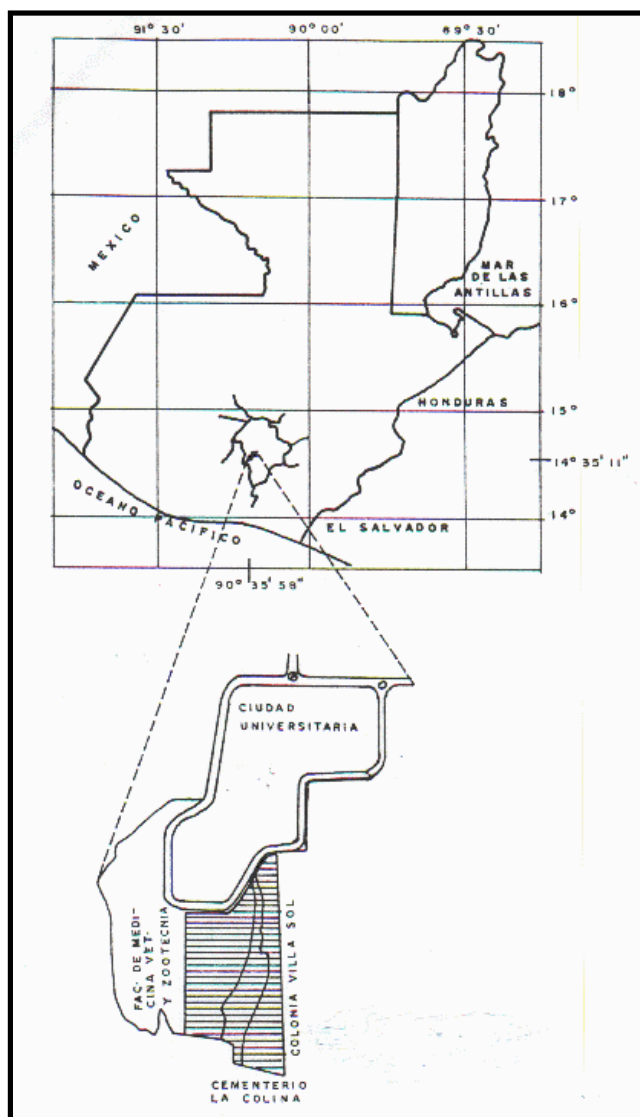 91° 30'
90° 00'
89° 30'
18°
17°
MEXICO
MAR
DE LAS
ANTILLAS
16°
HONDURAS
15°
14° 35' 11"
OCEANO PACIFICO
EL SALVADOR
14°
90° 35' 58"
CIUDAD
UNIVERSITARIA
FAC. DE MEDI-
CINA VET.
Y ZOOTECNIA
COLONIA VILLA SOL
CEMENTERIO
LA COLINA